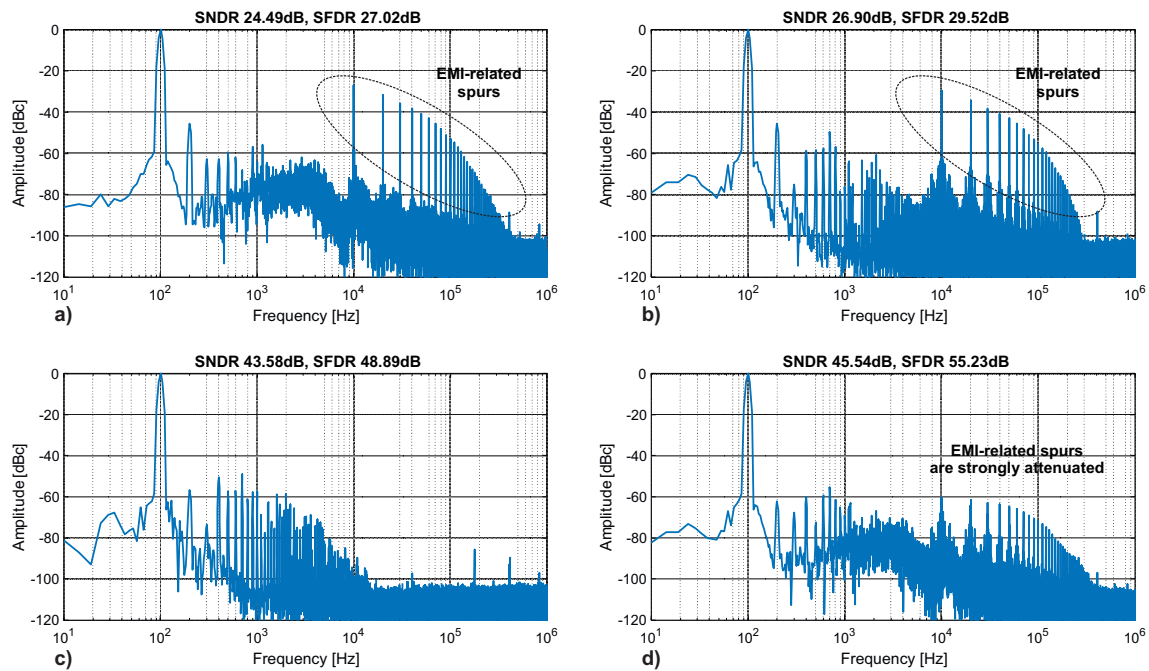 SNDR 24.49dB, SFDR 27.02dB
0
-20
-40
-60
-80
-100
-120
Amplitude [dBc]
EMI-related
spurs
10^1 10^2 10^3 10^4 10^5 10^6
Frequency [Hz]
a)
SNDR 26.90dB, SFDR 29.52dB
0
-20
-40
-60
-80
-100
-120
Amplitude [dBc]
EMI-related
spurs
10^1 10^2 10^3 10^4 10^5 10^6
Frequency [Hz]
b)
SNDR 43.58dB, SFDR 48.89dB
0
-20
-40
-60
-80
-100
-120
Amplitude [dBc]
10^1 10^2 10^3 10^4 10^5 10^6
Frequency [Hz]
c)
SNDR 45.54dB, SFDR 55.23dB
0
-20
-40
-60
-80
-100
-120
Amplitude [dBc]
EMI-related spurs
are strongly attenuated
10^1 10^2 10^3 10^4 10^5 10^6
Frequency [Hz]
d)